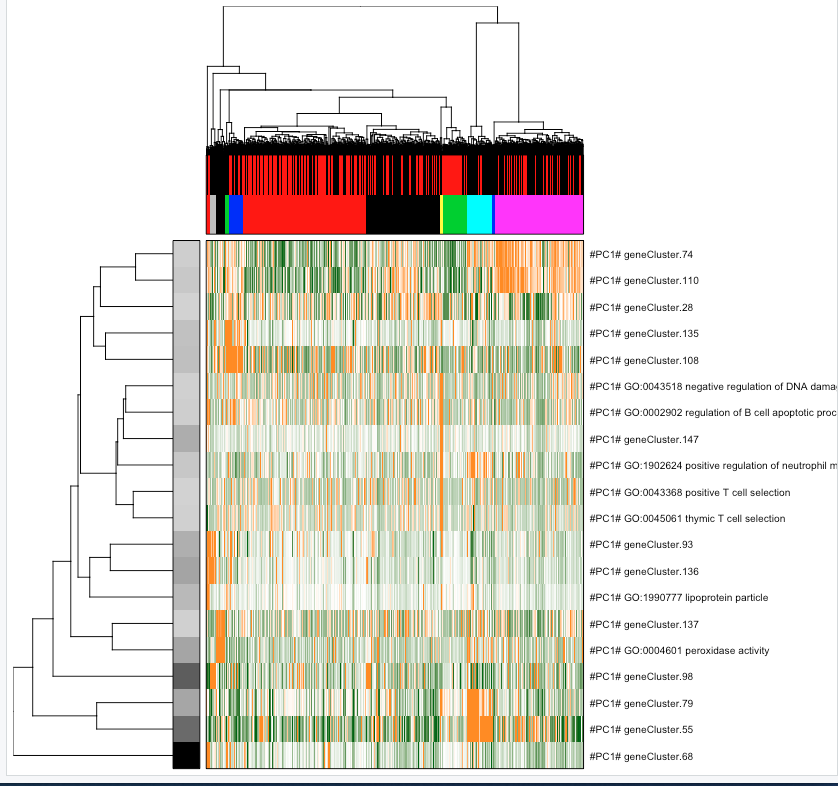 #PC1# geneCluster.74
#PC1# geneCluster.110
#PC1# geneCluster.28
#PC1# geneCluster.135
#PC1# geneCluster.108
#PC1# GO:0043518 negative regulation of DNA dama
#PC1# GO:0002902 regulation of B cell apoptotic proc
#PC1# geneCluster.147
#PC1# GO:1902624 positive regulation of neutrophil m
#PC1# GO:0043368 positive T cell selection
#PC1# GO:0045061 thymic T cell selection
#PC1# geneCluster.93
#PC1# geneCluster.136
#PC1# GO:1990777 lipoprotein particle
#PC1# geneCluster.137
#PC1# GO:0004601 peroxidase activity
#PC1# geneCluster.98
#PC1# geneCluster.79
#PC1# geneCluster.55
#PC1# geneCluster.68